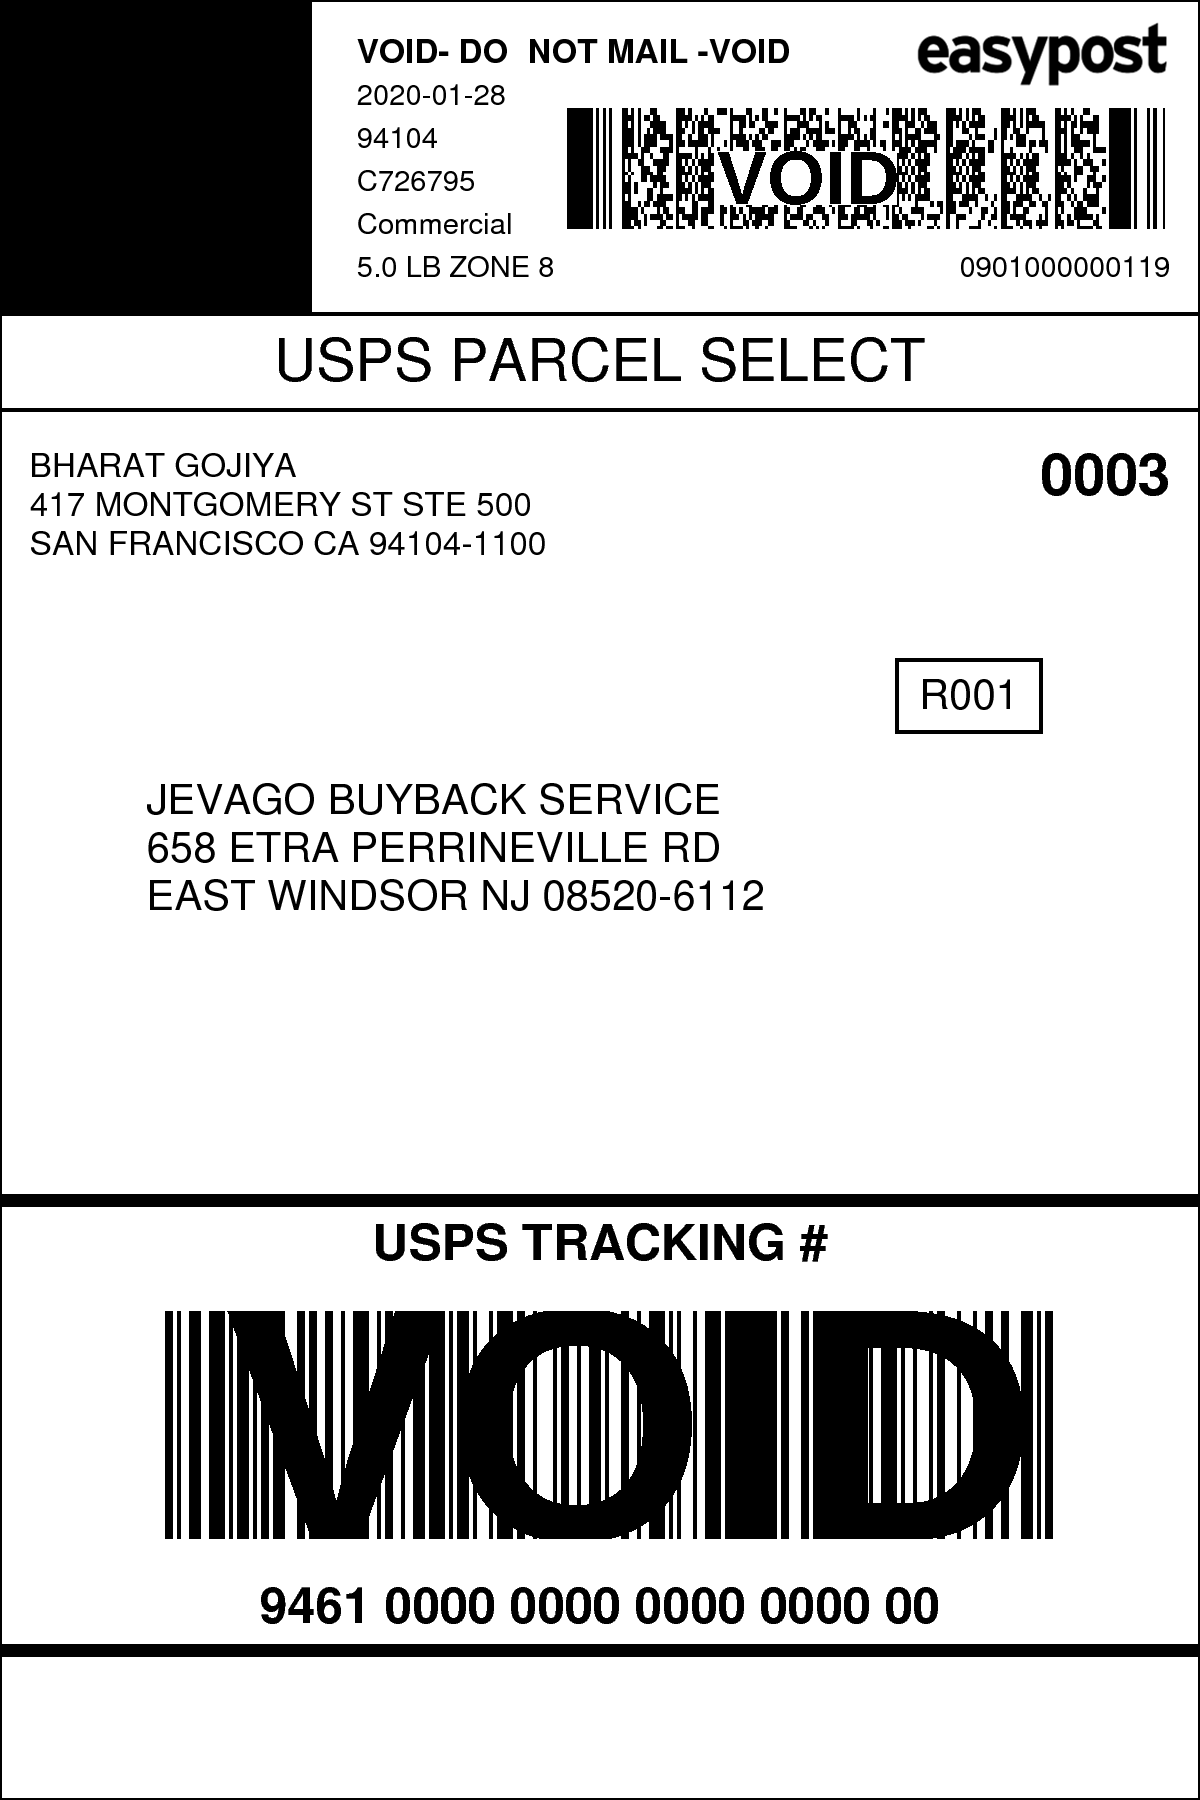 VOID- DO  NOT MAIL -VOID
easypost
2020-01-28
94104
C726795
VOID
Commercial
5.0 LB ZONE 8
0901000000119
USPS PARCEL SELECT
BHARAT GOJIYA
417 MONTGOMERY ST STE 500
SAN FRANCISCO CA 94104-1100
0003
R001
JEVAGO BUYBACK SERVICE
658 ETRA PERRINEVILLE RD
EAST WINDSOR NJ 08520-6112
USPS TRACKING #
VOID
9461 0000 0000 0000 0000 00